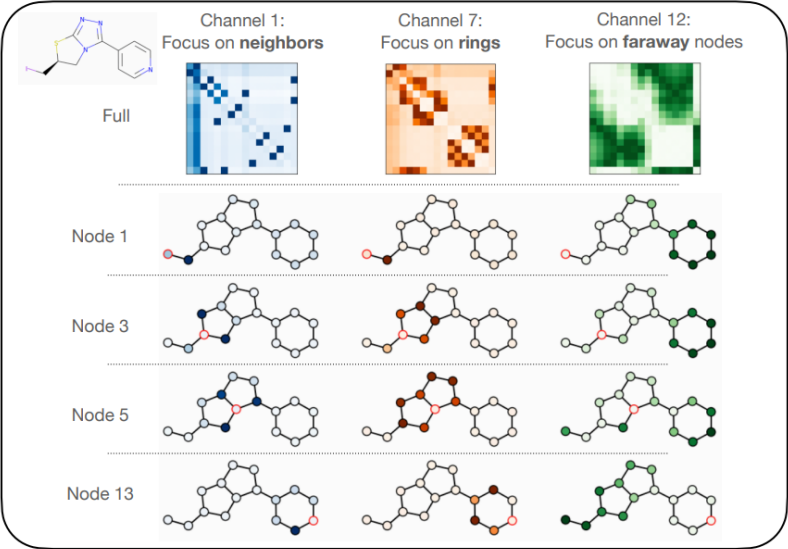 Channel 1:
Focus on neighbors
Channel 7:
Focus on rings
Channel 12:
Focus on faraway nodes
N
N
S
N
N
I
Full
Node 1
Node 3
Node 5
Node 13